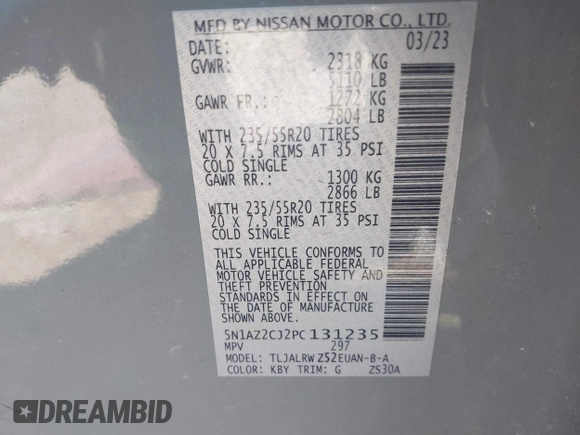 MFD BY NISSAN MOTOR CO., LTD.
DATE: 03/23
GVWR: 2318 KG
5110 LB
GAWR FR.: 1272 KG
2804 LB
WITH 235/55R20 TIRES
20 X 7.5 RIMS AT 35 PSI
COLD SINGLE
GAWR RR.: 1300 KG
2866 LB
WITH 235/55R20 TIRES
20 X 7.5 RIMS AT 35 PSI
COLD SINGLE
THIS VEHICLE CONFORMS TO
ALL APPLICABLE FEDERAL
MOTOR VEHICLE SAFETY AND
THEFT PREVENTION
STANDARDS IN EFFECT ON
THE DATE OF MANUFACTURE
SHOWN ABOVE.
5N1AZ2CJ2PC131235
MPV 297
MODEL: TLJALRWZ52EUAN-B-A
COLOR: KBY TRIM: G ZS30A
DREAMBID